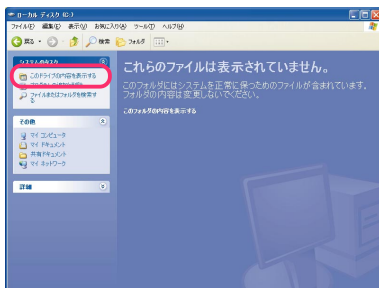 ローカル ディスク (C:)
ファイル(F) 編集(E) 表示(V) お気に入り(A) ツール(T) ヘルプ(H)
戻る 検索 フォルダ
システムのタスク
このドライブの内容を表示する
ファイルまたはフォルダを検索する
その他
マイ コンピュータ
マイ ドキュメント
共有ドキュメント
マイ ネットワーク
詳細
これらのファイルは表示されていません。
このフォルダにはシステムを正常に保つためのファイルが含まれています。
フォルダの内容は変更しないでください。
このフォルダの内容を表示する